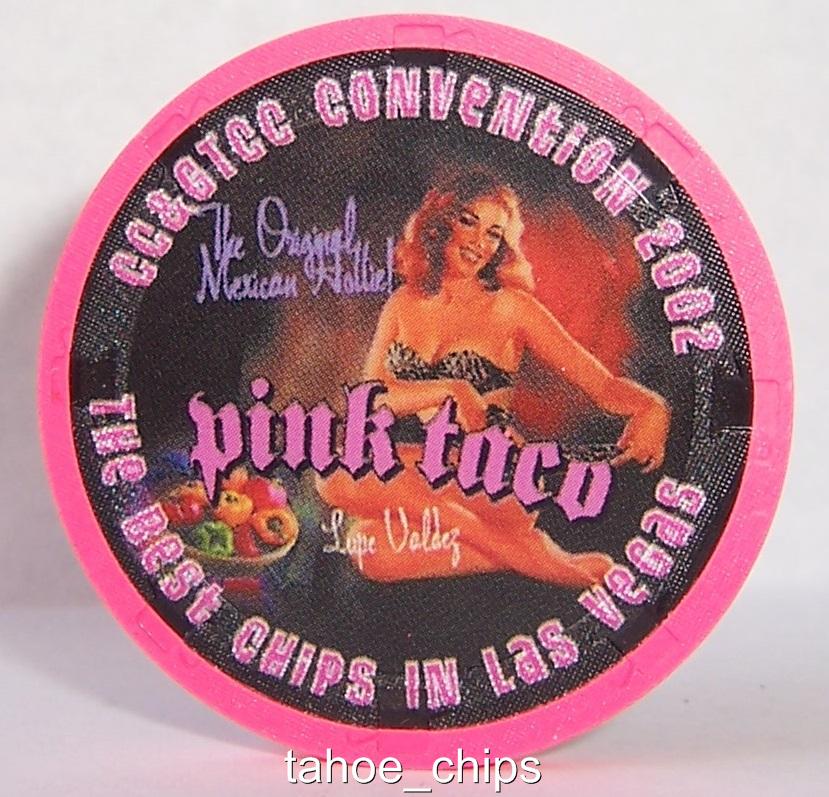 CC&GTCC CONVENTION 2002
The Original
Mexican Hottie!
pink taco
Lupe Valdez
THE BEST CHIPS IN LAS VEGAS
tahoe_chips